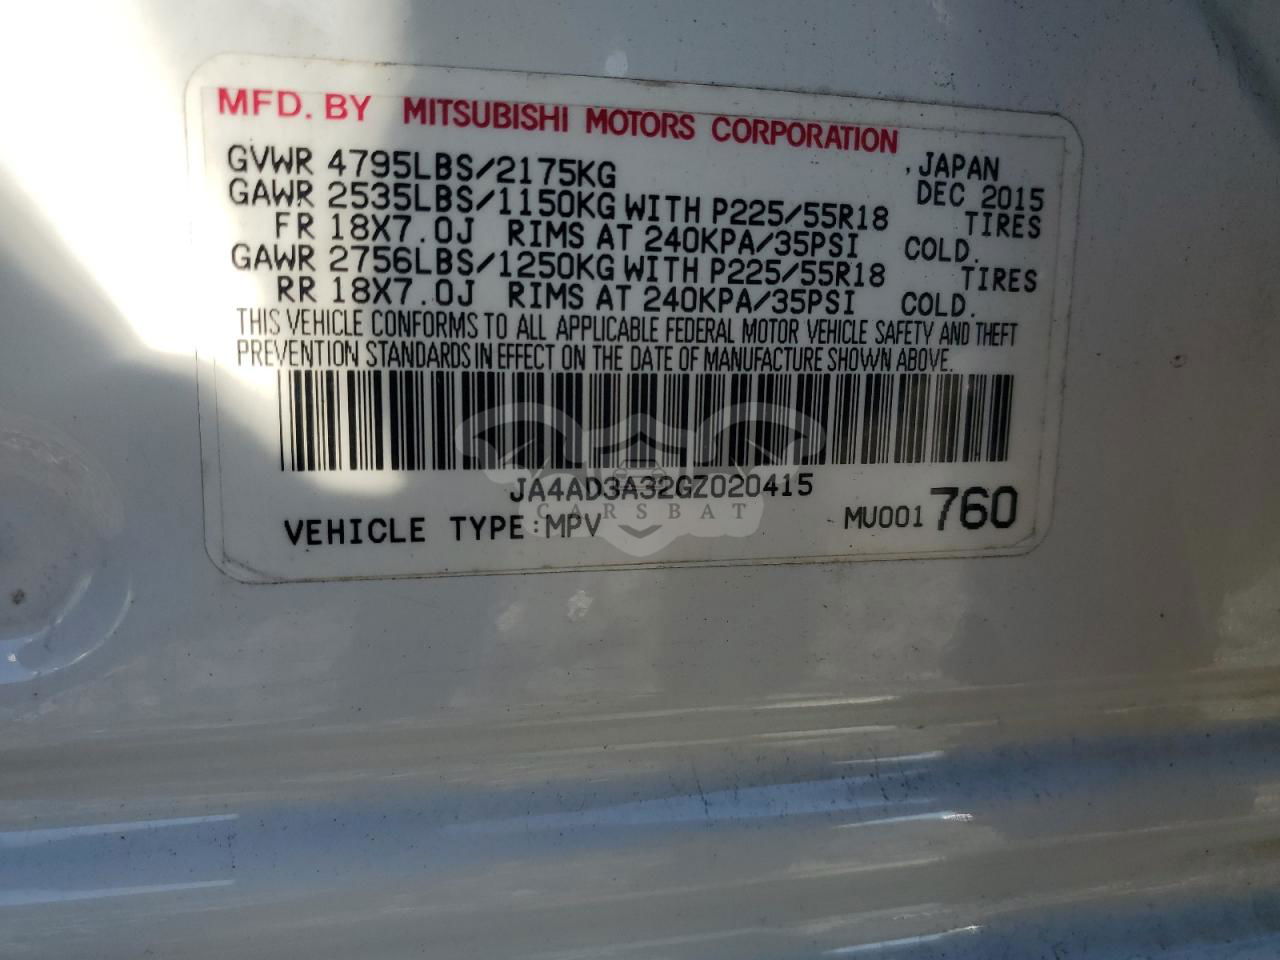 MFD. BY MITSUBISHI MOTORS CORPORATION
GVWR 4795LBS/2175KG , JAPAN
GAWR 2535LBS/1150KG WITH P225/55R18 DEC 2015 TIRES
FR 18X7.0J RIMS AT 240KPA/35PSI COLD.
GAWR 2756LBS/1250KG WITH P225/55R18 TIRES
RR 18X7.0J RIMS AT 240KPA/35PSI COLD.
THIS VEHICLE CONFORMS TO ALL APPLICABLE FEDERAL MOTOR VEHICLE SAFETY AND THEFT
PREVENTION STANDARDS IN EFFECT ON THE DATE OF MANUFACTURE SHOWN ABOVE.
JA4AD3A32GZ020415
CARSBAT
VEHICLE TYPE:MPV MU001 760